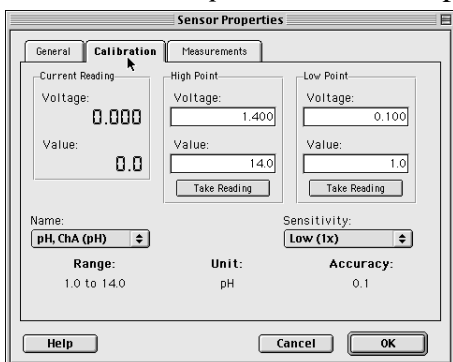 Sensor Properties
General Calibration Measurements
Current Reading
Voltage:
0.000
Value:
0.0
High Point
Voltage:
1.400
Value:
14.0
Take Reading
Low Point
Voltage:
0.100
Value:
1.0
Take Reading
Name:
pH, ChA (pH)
Sensitivity:
Low (1x)
Range: Unit: Accuracy:
1.0 to 14.0 pH 0.1
Help Cancel OK